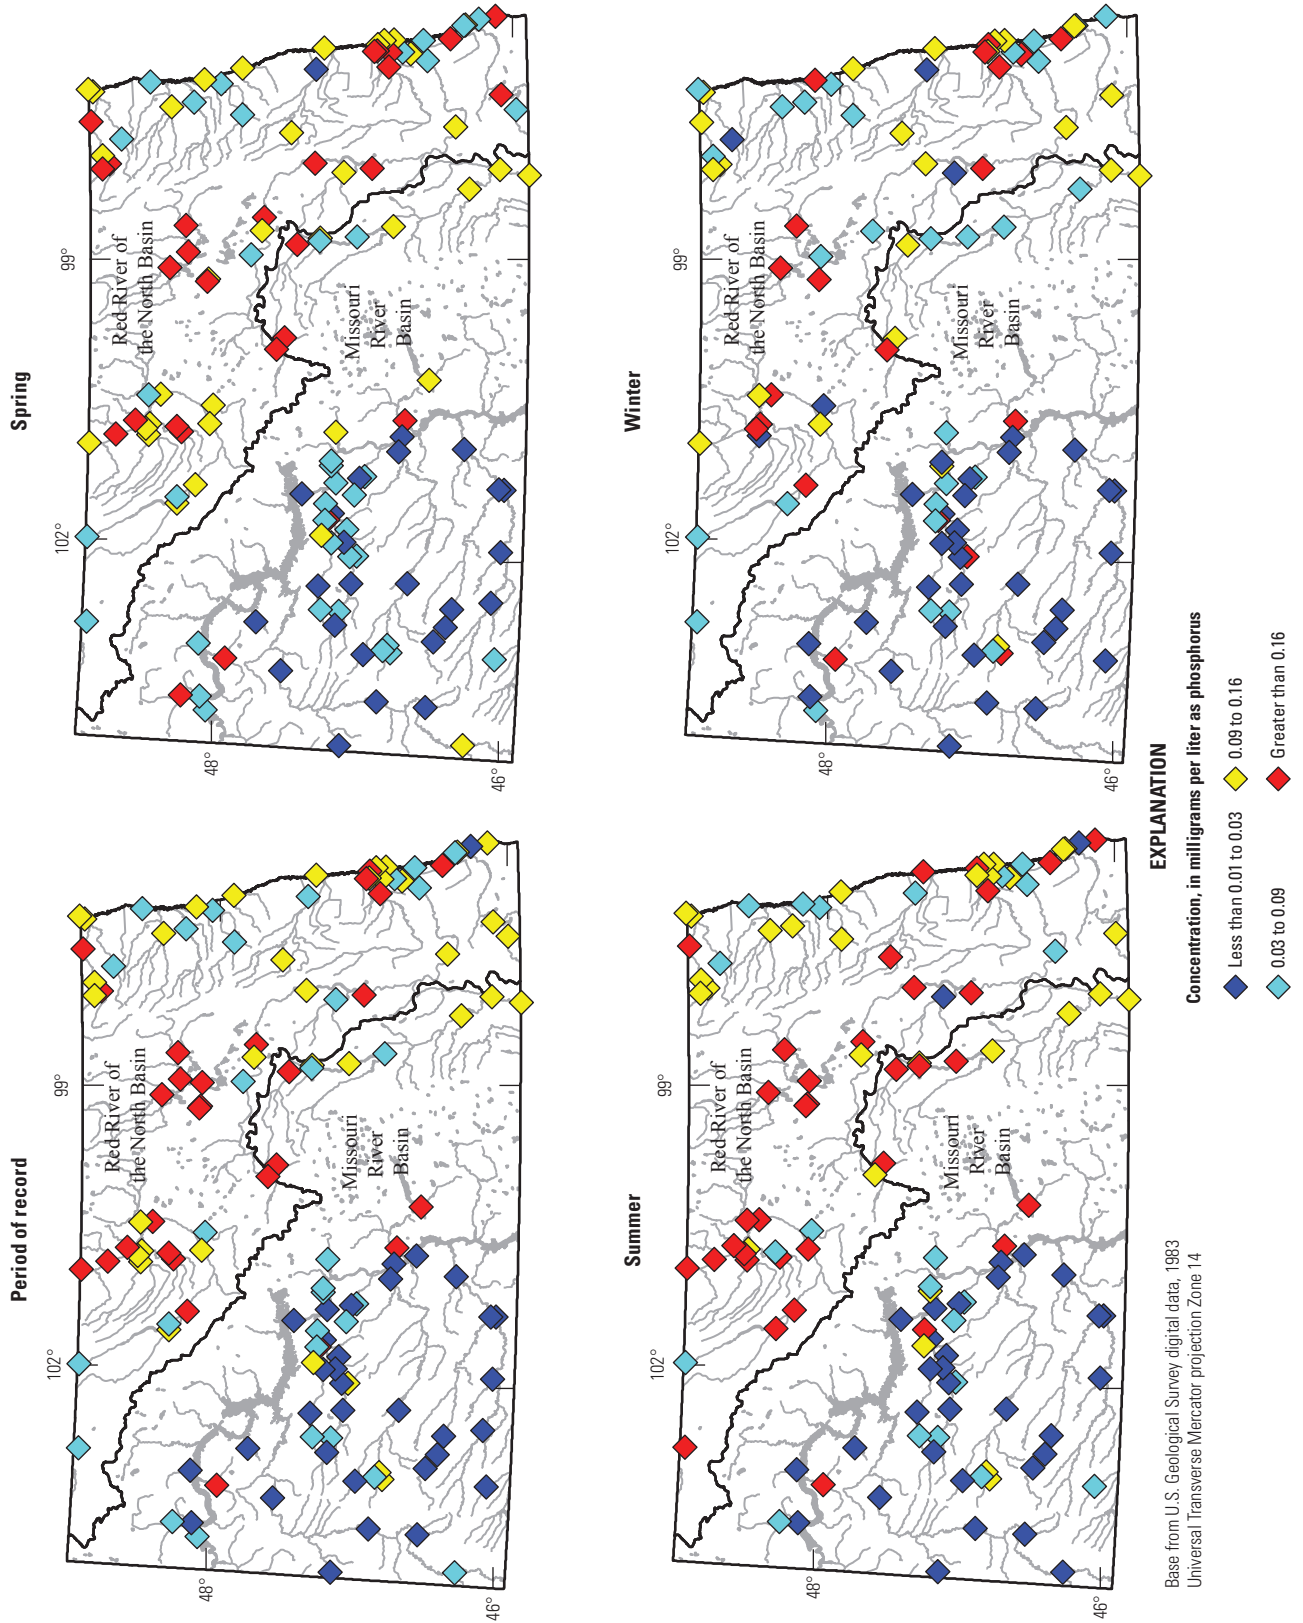 Period of record
Spring
102°
99°
48°
46°
Red River of
the North Basin
Missouri
River
Basin
102°
99°
48°
46°
Red River of
the North Basin
Missouri
River
Basin
Summer
Winter
102°
99°
48°
46°
Red River of
the North Basin
Missouri
River
Basin
102°
99°
48°
46°
Red River of
the North Basin
Missouri
River
Basin
Base from U.S. Geological Survey digital data, 1983
Universal Transverse Mercator projection Zone 14
EXPLANATION
Concentration, in milligrams per liter as phosphorus
Less than 0.01 to 0.03
0.09 to 0.16
0.03 to 0.09
Greater than 0.16